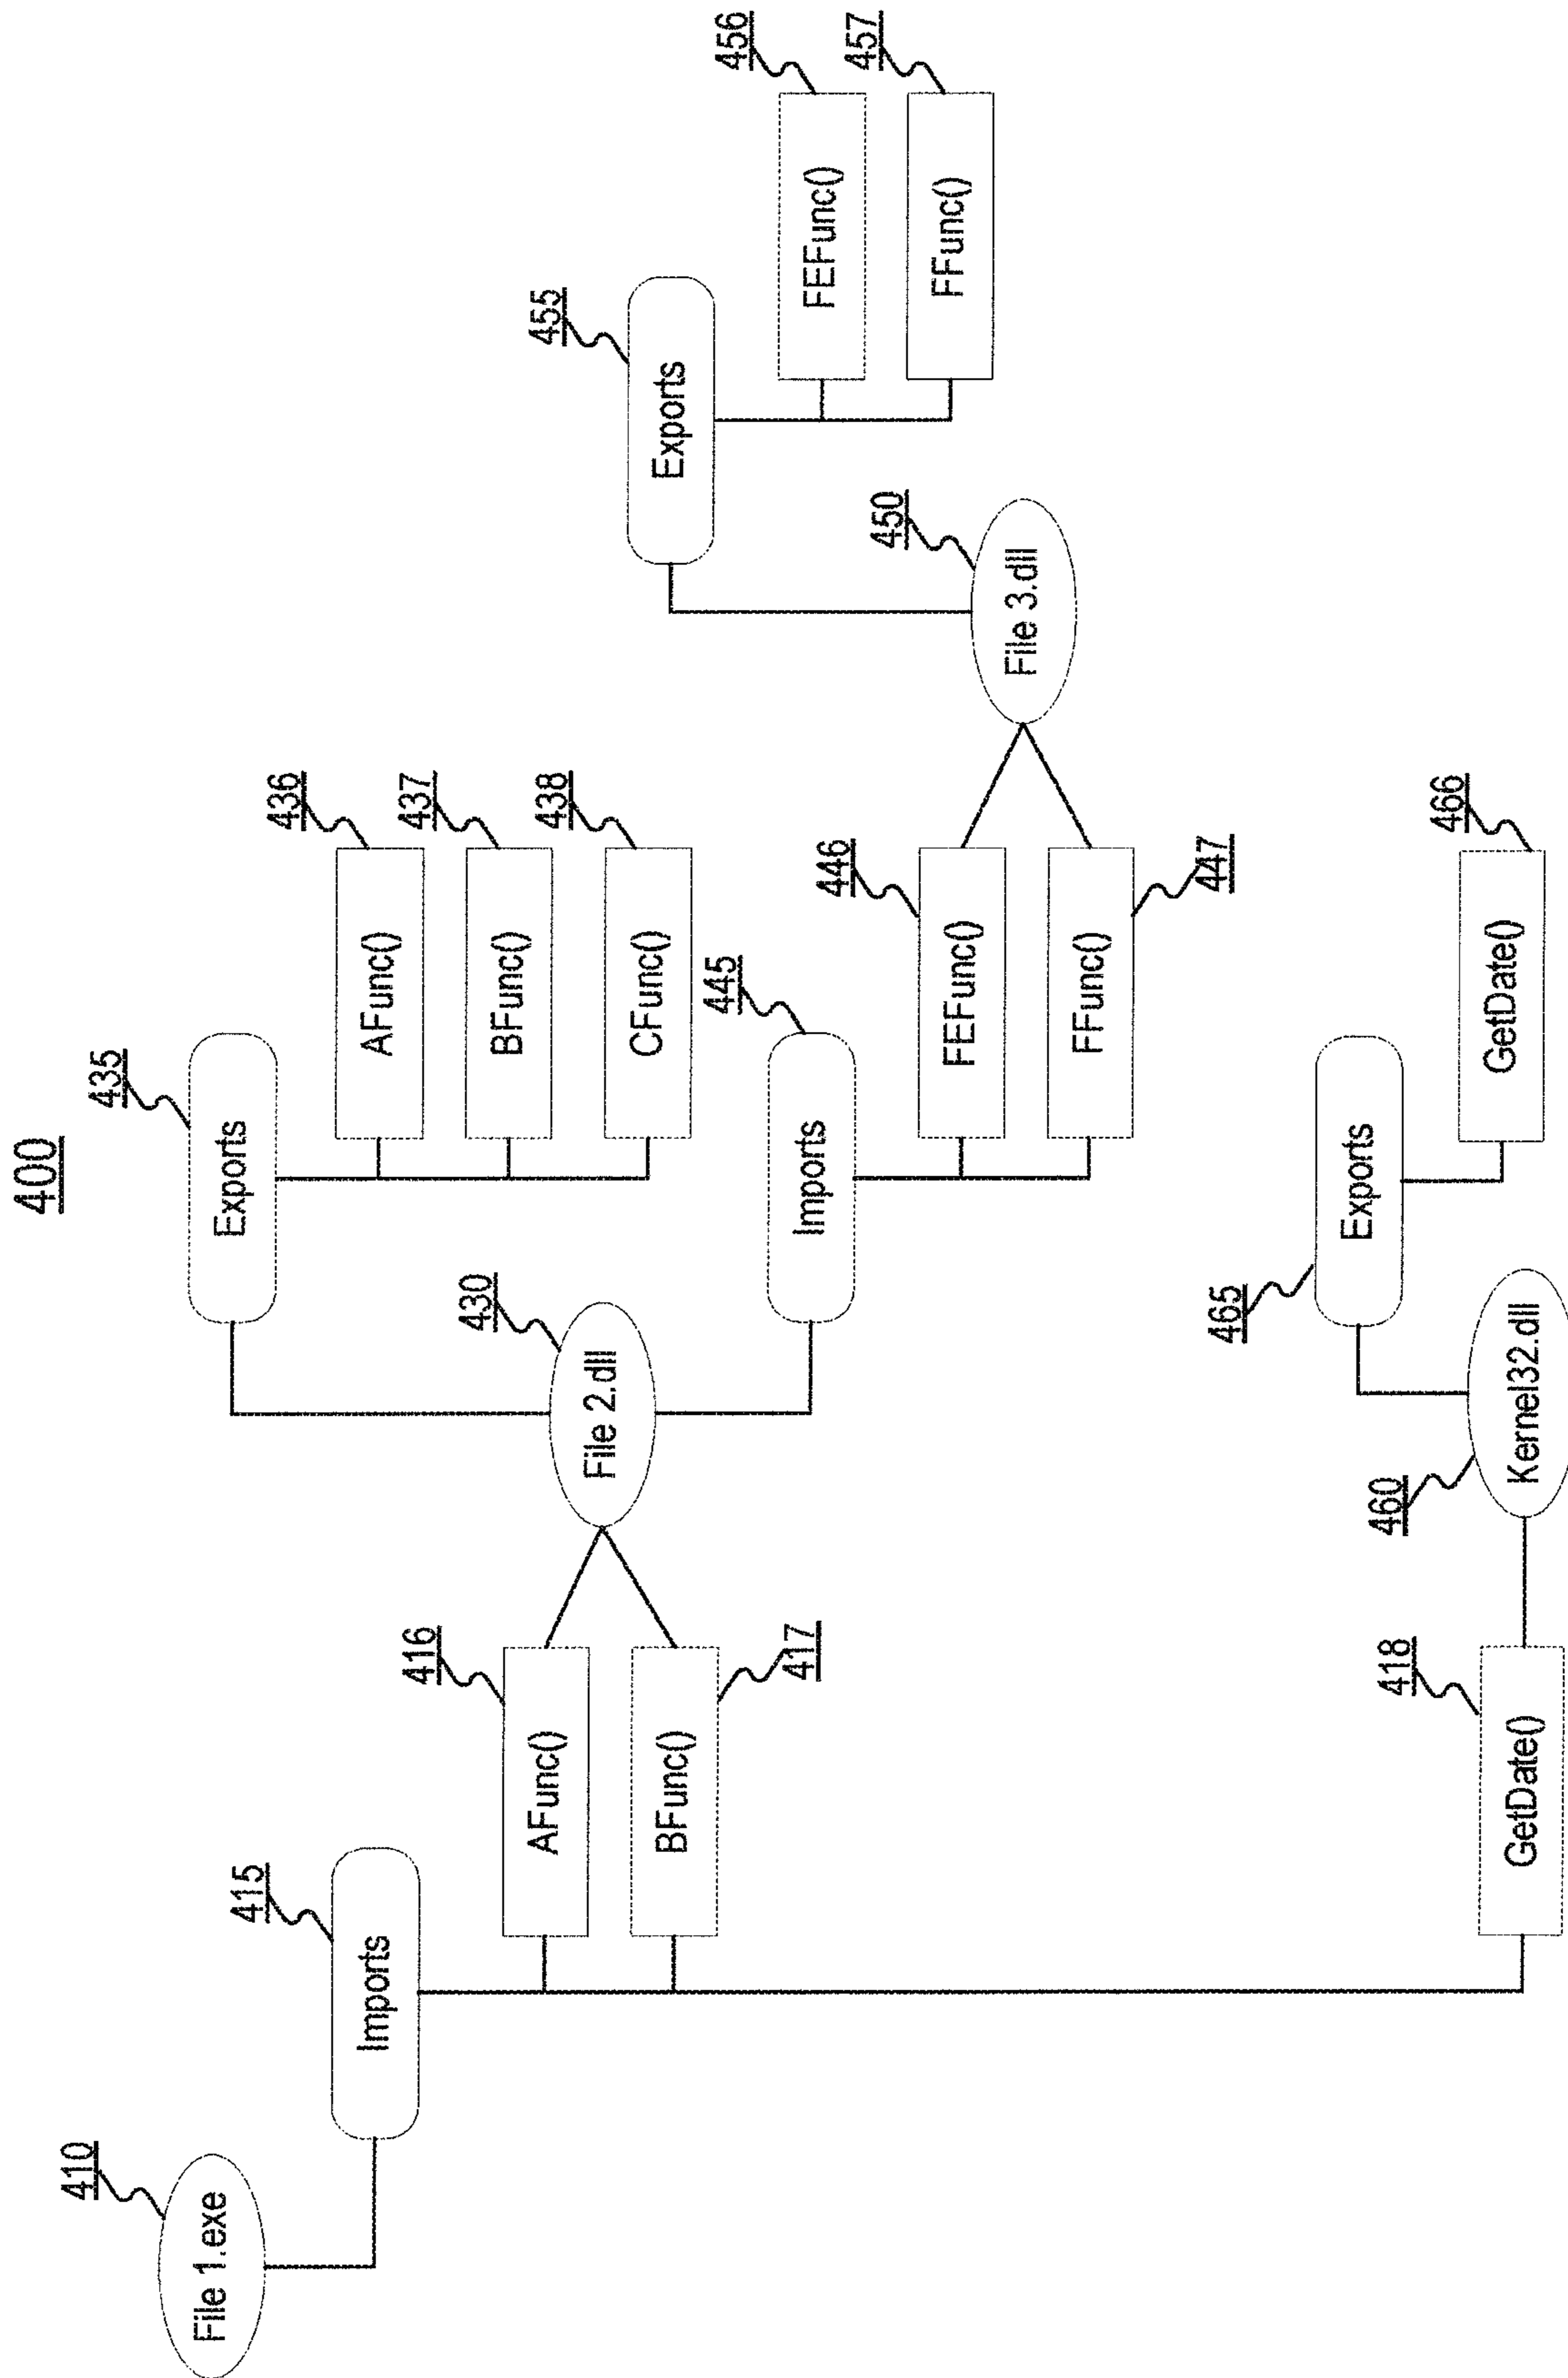 400
410
File 1.exe
415
Imports
416
AFunc()
417
BFunc()
418
GetDate()
430
File 2.dll
435
Exports
436
AFunc()
437
BFunc()
438
CFunc()
445
Imports
446
FEFunc()
447
FFunc()
450
File 3.dll
455
Exports
456
FEFunc()
457
FFunc()
460
Kernel32.dll
465
Exports
466
GetDate()